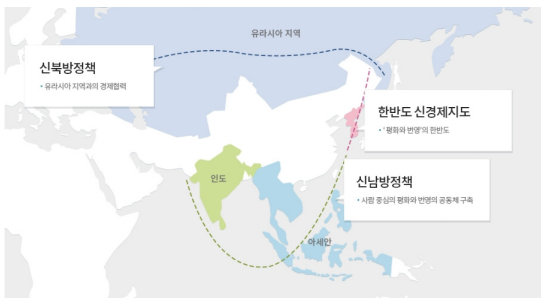 유라시아 지역
신북방정책
• 유라시아 지역과의 경제협력
한반도 신경제지도
• '평화와 번영'의 한반도
신남방정책
• 사람 중심의 평화와 번영의 공동체 구축
인도
아세안